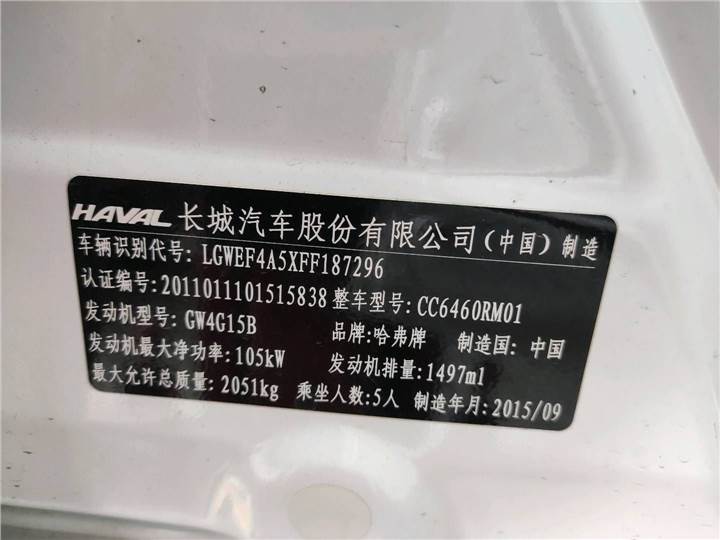 HAVAL 长城汽车股份有限公司(中国)制造
车辆识别代号: LGWEF4A5XFF187296
认证编号: 2011011101515838 整车型号: CC6460RM01
发动机型号: GW4G15B 品牌: 哈弗牌 制造国: 中国
发动机最大净功率: 105kW 发动机排量: 1497ml
最大允许总质量: 2051kg 乘坐人数: 5人 制造年月: 2015/09